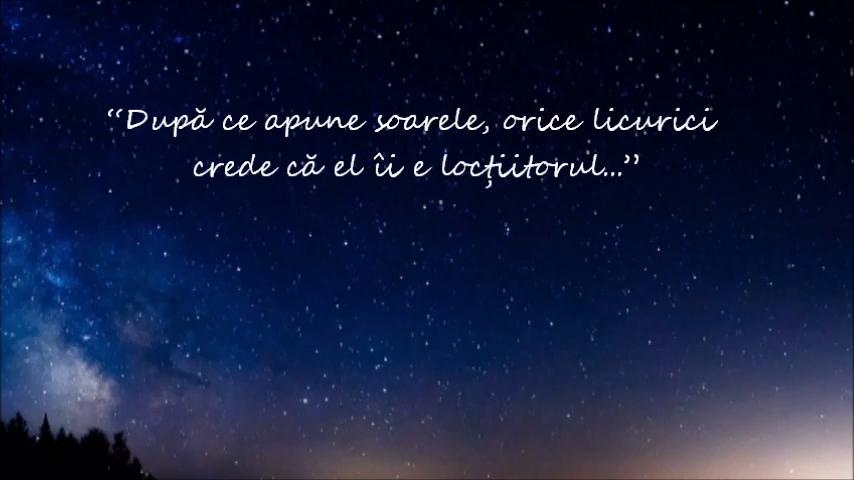 “După ce apune soarele, orice licurici
crede că el îi e locțiitorul...”